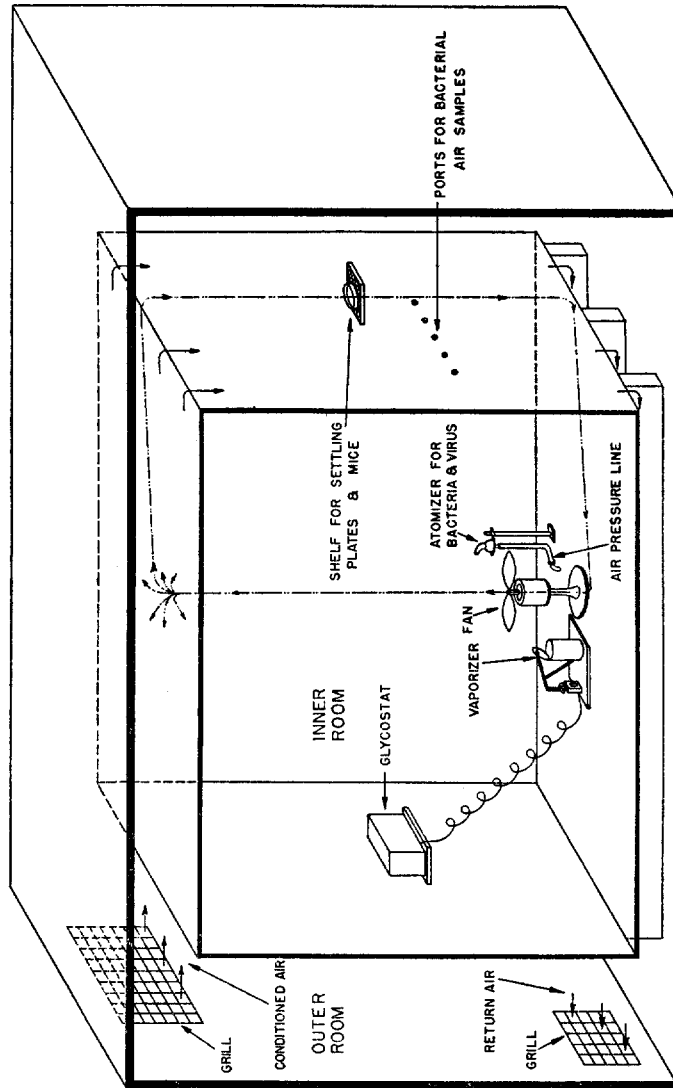 GRILL
CONDITIONED AIR
OUTER
ROOM
RETURN AIR
GRILL
GLYCOSTAT
INNER
ROOM
VAPORIZER
FAN
SHELF FOR SETTLING
PLATES & MICE
ATOMIZER FOR
BACTERIA & VIRUS
AIR PRESSURE LINE
PORTS FOR BACTERIAL
AIR SAMPLES